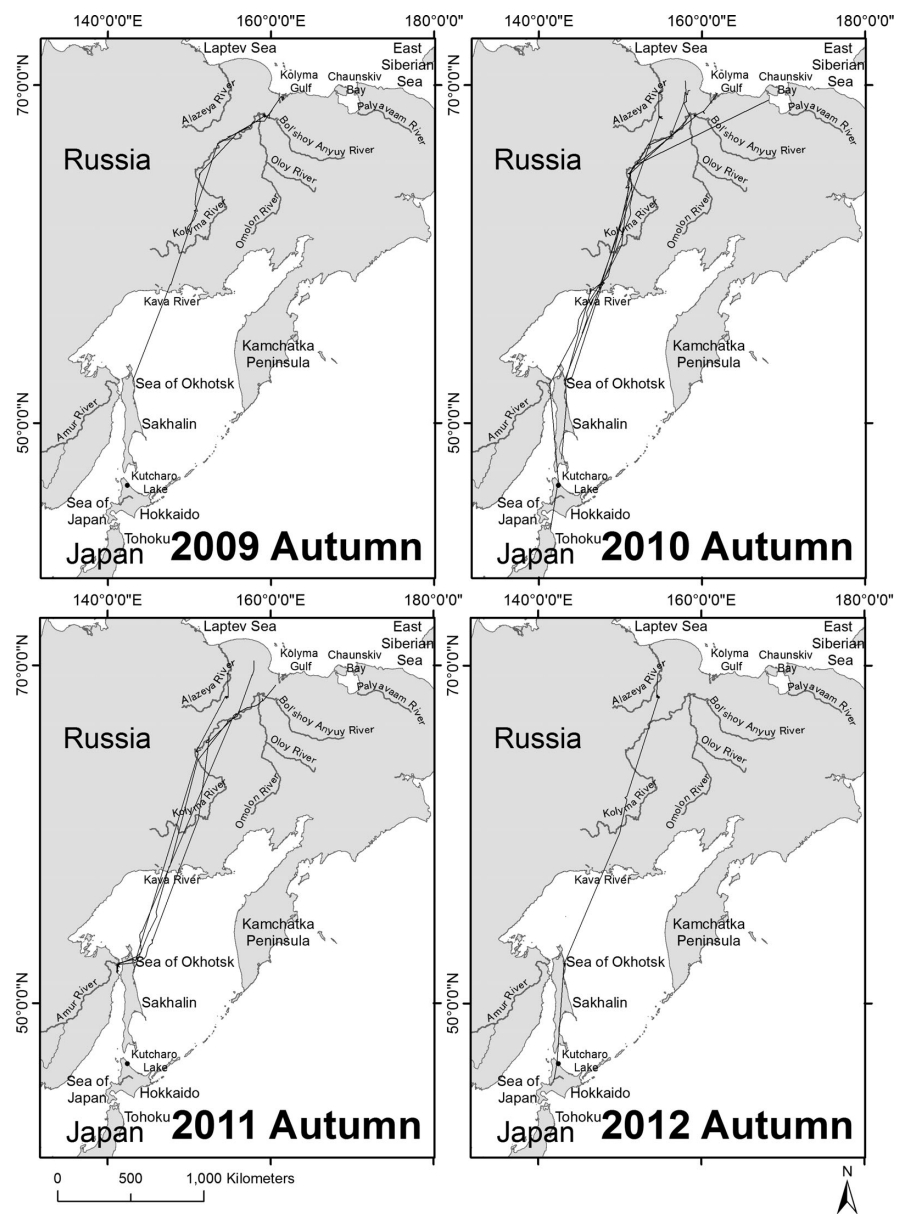 140°0'0"E
160°0'0"E
180°0'0"
140°0'0"E
160°0'0"E
180°0'0"
70°0'0"N
50°0'0"N
Laptev Sea
East
Siberian
Sea
Kolyma
Gulf
Chaunskiv
Bay
Alazeya River
Palyavaam River
Bol'shoy Anyuy River
Russia
Oloy River
Kolyma River
Omolon River
Kava River
Kamchatka
Peninsula
Sea of Okhotsk
Amur River
Sakhalin
Kutcharo
Lake
Sea of
Japan
Hokkaido
Tohoku
Japan
2009 Autumn
70°0'0"N
50°0'0"N
Laptev Sea
East
Siberian
Sea
Kolyma
Gulf
Chaunskiv
Bay
Alazeya River
Palyavaam River
Bol'shoy Anyuy River
Russia
Oloy River
Kolyma River
Omolon River
Kava River
Kamchatka
Peninsula
Sea of Okhotsk
Amur River
Sakhalin
Kutcharo
Lake
Sea of
Japan
Hokkaido
Tohoku
Japan
2010 Autumn
140°0'0"E
160°0'0"E
180°0'0"
140°0'0"E
160°0'0"E
180°0'0"
70°0'0"N
50°0'0"N
Laptev Sea
East
Siberian
Sea
Kolyma
Gulf
Chaunskiv
Bay
Alazeya River
Palyavaam River
Bol'shoy Anyuy River
Russia
Oloy River
Kolyma River
Omolon River
Kava River
Kamchatka
Peninsula
Sea of Okhotsk
Amur River
Sakhalin
Kutcharo
Lake
Sea of
Japan
Hokkaido
Tohoku
Japan
2011 Autumn
70°0'0"N
50°0'0"N
Laptev Sea
East
Siberian
Sea
Kolyma
Gulf
Chaunskiv
Bay
Alazeya River
Palyavaam River
Bol'shoy Anyuy River
Russia
Oloy River
Kolyma River
Omolon River
Kava River
Kamchatka
Peninsula
Sea of Okhotsk
Amur River
Sakhalin
Kutcharo
Lake
Sea of
Japan
Hokkaido
Tohoku
Japan
2012 Autumn
0 500 1,000 Kilometers
N